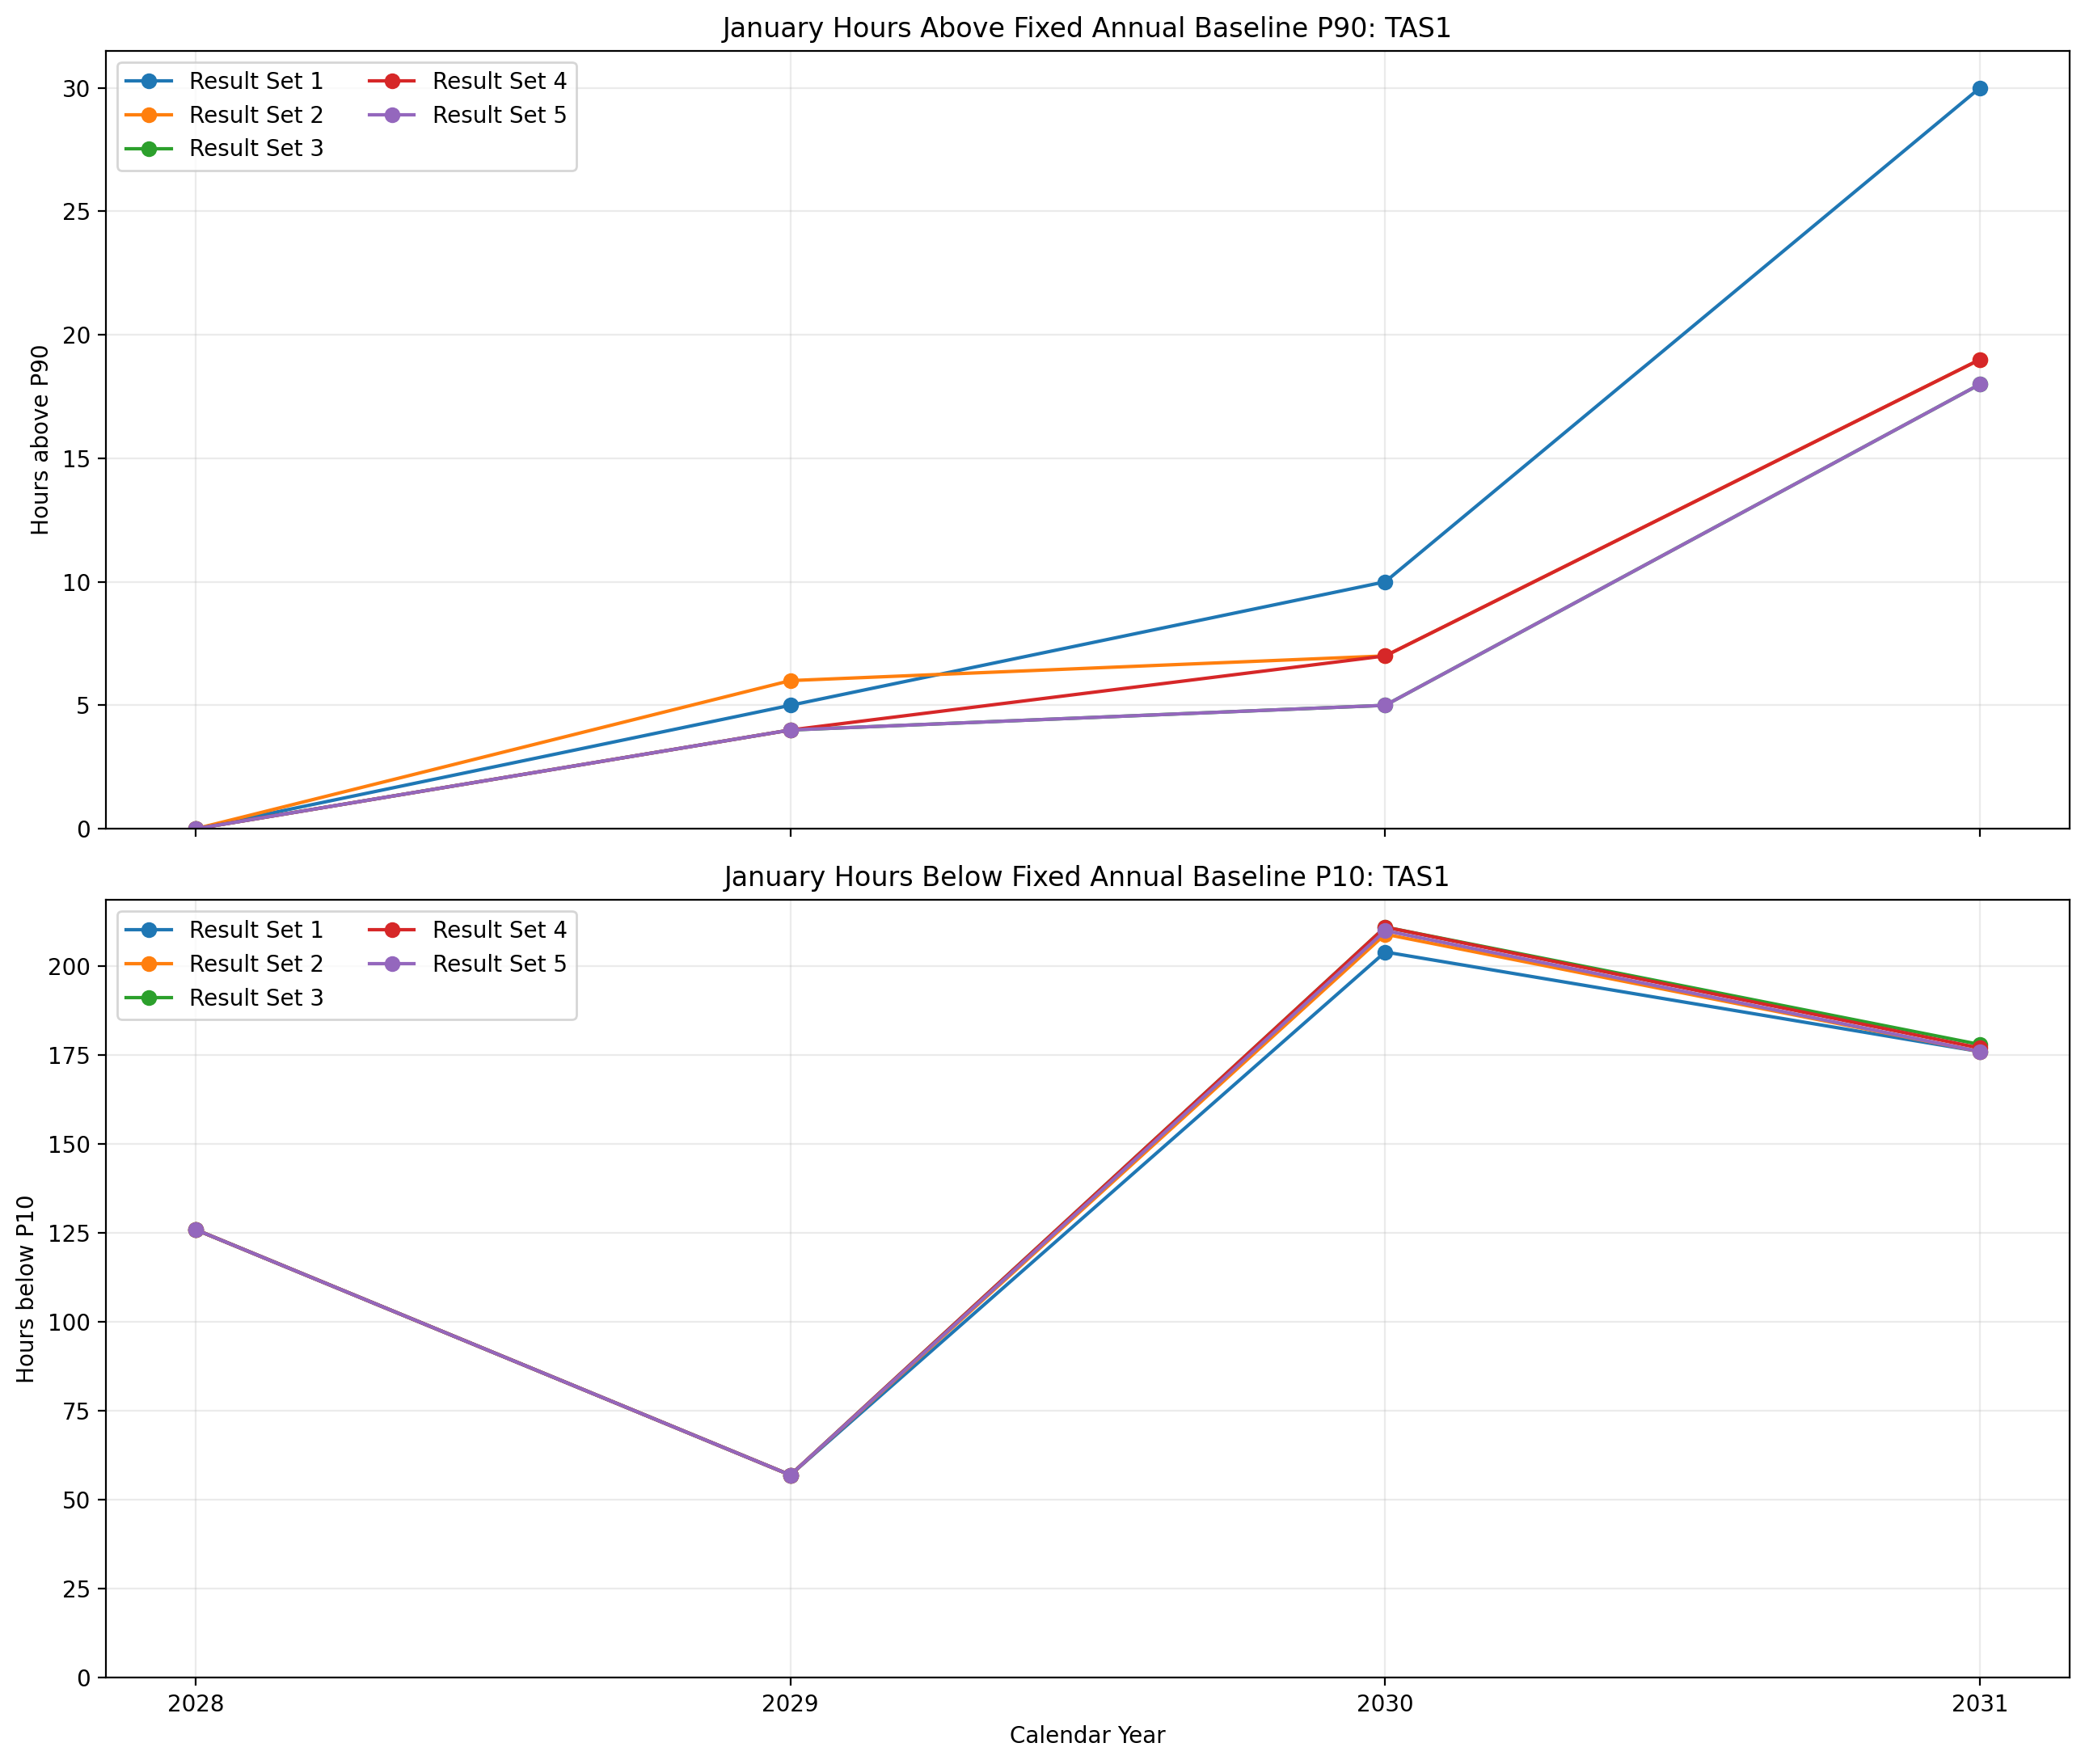 January Hours Above Fixed Annual Baseline P90: TAS1
Hours above P90
30
25
20
15
10
5
0
Result Set 1
Result Set 2
Result Set 3
Result Set 4
Result Set 5
January Hours Below Fixed Annual Baseline P10: TAS1
Hours below P10
200
175
150
125
100
75
50
25
0
Result Set 1
Result Set 2
Result Set 3
Result Set 4
Result Set 5
2028
2029
2030
2031
Calendar Year